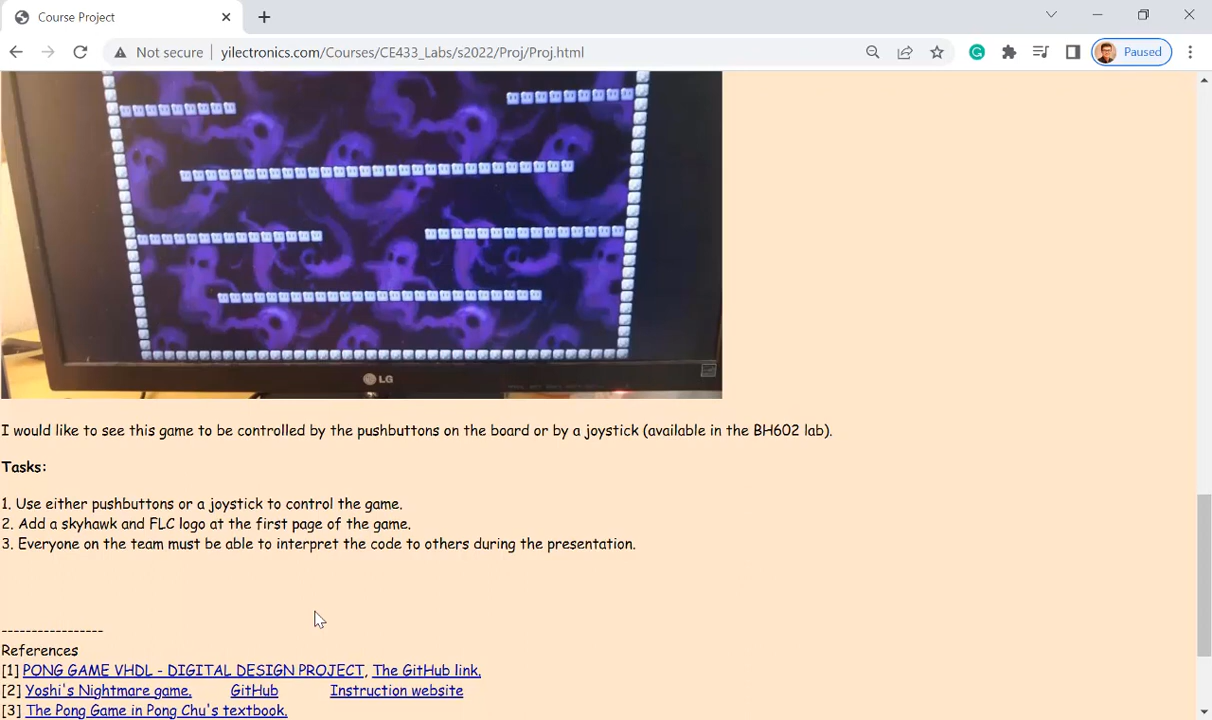 Course Project
Not secure
yilectronics.com/Courses/CE433_Labs/s2022/Proj/Proj.html
Paused
LG
I would like to see this game to be controlled by the pushbuttons on the board or by a joystick (available in the BH602 lab).
Tasks:
1. Use either pushbuttons or a joystick to control the game.
2. Add a skyhawk and FLC logo at the first page of the game.
3. Everyone on the team must be able to interpret the code to others during the presentation.
-----------------
References
[1] PONG GAME VHDL - DIGITAL DESIGN PROJECT, The GitHub link.
[2] Yoshi's Nightmare game. GitHub Instruction website
[3] The Pong Game in Pong Chu's textbook.